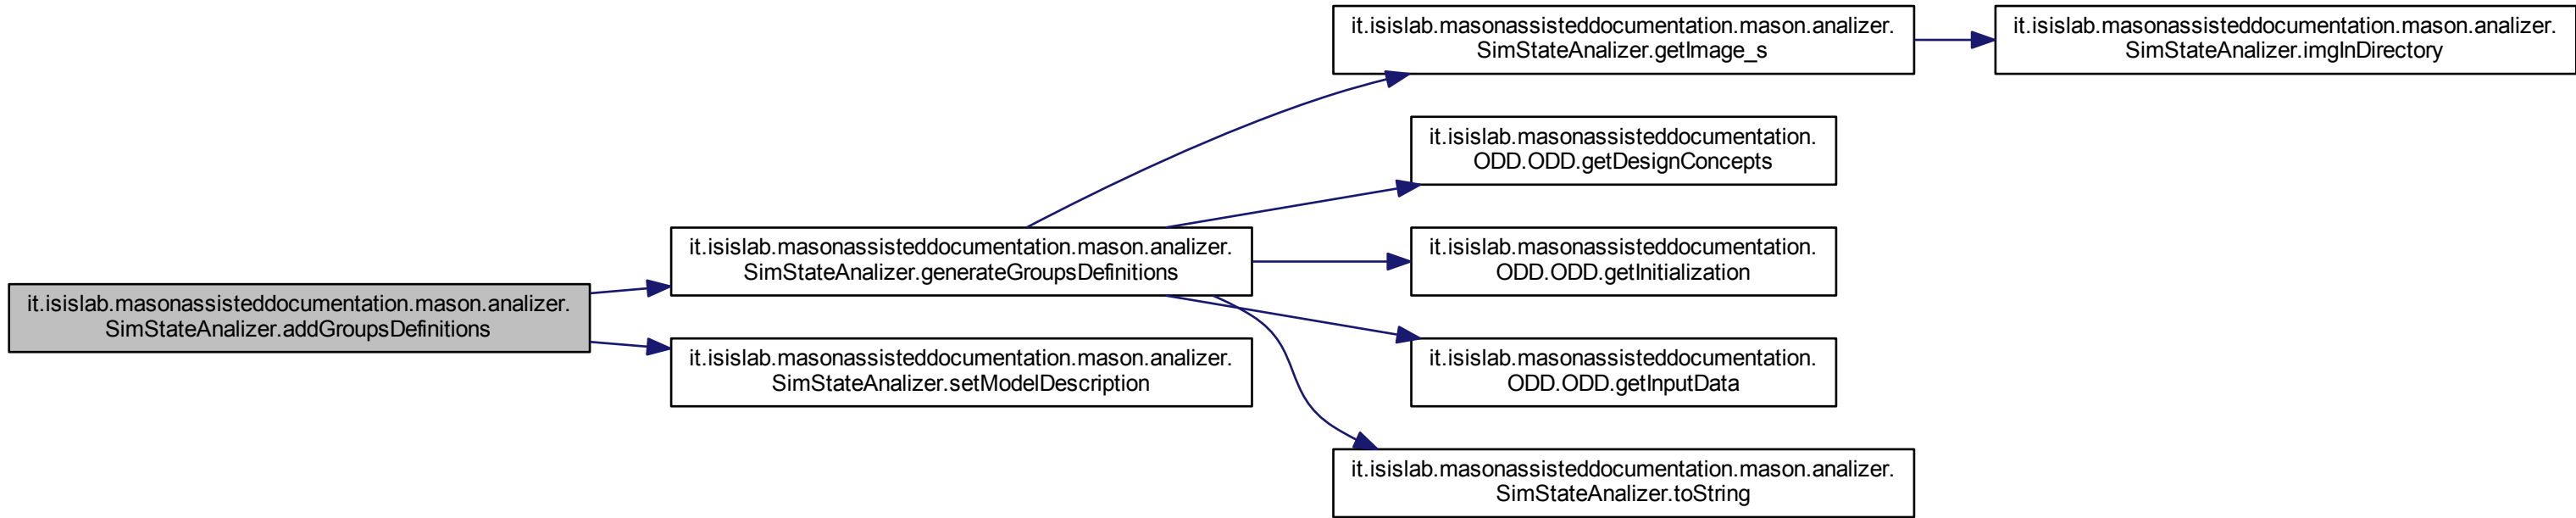 it.isislab.masonassisteddocumentation.mason.analizer.
SimStateAnalizer.addGroupsDefinitions
it.isislab.masonassisteddocumentation.mason.analizer.
SimStateAnalizer.generateGroupsDefinitions
it.isislab.masonassisteddocumentation.mason.analizer.
SimStateAnalizer.setModelDescription
it.isislab.masonassisteddocumentation.mason.analizer.
SimStateAnalizer.getImage_s
it.isislab.masonassisteddocumentation.
ODD.ODD.getDesignConcepts
it.isislab.masonassisteddocumentation.
ODD.ODD.getInitialization
it.isislab.masonassisteddocumentation.
ODD.ODD.getInputData
it.isislab.masonassisteddocumentation.mason.analizer.
SimStateAnalizer.toString
it.isislab.masonassisteddocumentation.mason.analizer.
SimStateAnalizer.imgInDirectory